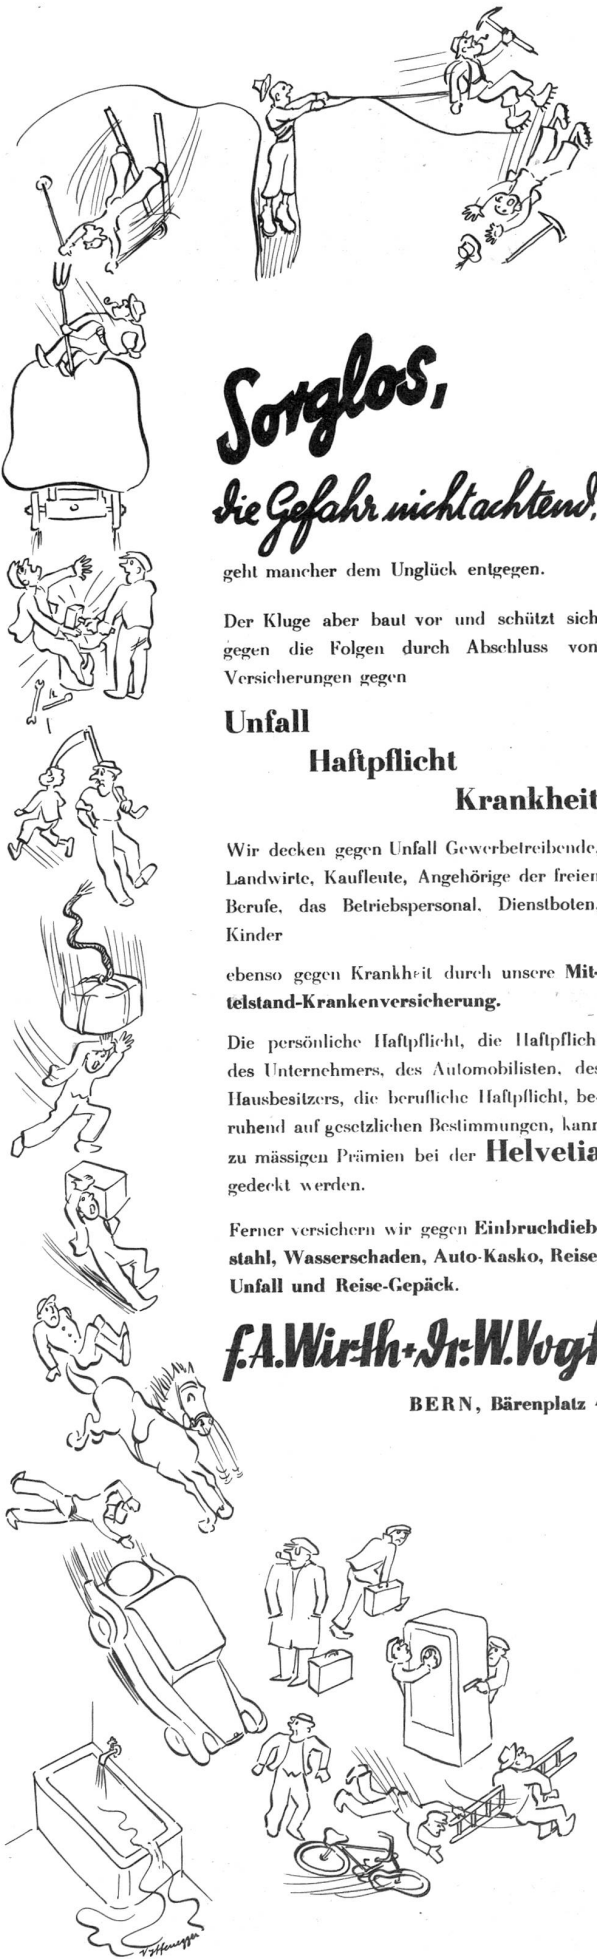 Sorglos,
die Gefahr nicht achtend,
geht mancher dem Unglück entgegen.
Der Kluge aber baut vor und schützt sich
gegen die Folgen durch Abschluss von
Versicherungen gegen
Unfall
Haftpflicht
Krankheit
Wir decken gegen Unfall Gewerbetreibende,
Landwirte, Kaufleute, Angehörige der freien
Berufe, das Betriebspersonal, Dienstboten,
Kinder
ebenso gegen Krankheit durch unsere Mit-
telstand-Krankenversicherung.
Die persönliche Haftpflicht, die Haftpflich
des Unternehmers, des Automobilisten, des
Hausbesitzers, die berufliche Haftpflicht, be-
ruhend auf gesetzlichen Bestimmungen, kann
zu mässigen Prämien bei der Helvetia
gedeckt werden.
Ferner versichern wir gegen Einbruchdieb-
stahl, Wasserschaden, Auto-Kasko, Reise
Unfall und Reise-Gepäck.
F. A. Wirth + Dr. W. Vogt
BERN, Bärenplatz